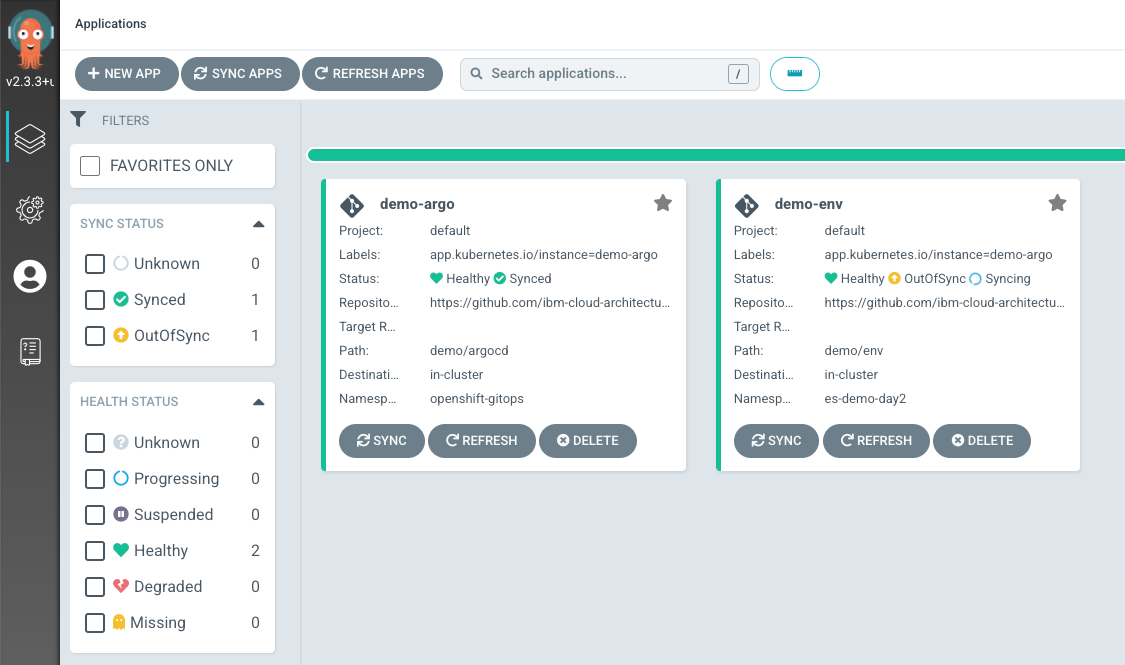 Applications
v2.3.3+u
NEW APP
SYNC APPS
REFRESH APPS
Search applications...
/
FILTERS
FAVORITES ONLY
SYNC STATUS
Unknown 0
Synced 1
OutOfSync 1
HEALTH STATUS
Unknown 0
Progressing 0
Suspended 0
Healthy 2
Degraded 0
Missing 0
demo-argo
Project: default
Labels: app.kubernetes.io/instance=demo-argo
Status: Healthy Synced
Reposito... https://github.com/ibm-cloud-architectu...
Target R...
Path: demo/argocd
Destinati... in-cluster
Namesp... openshift-gitops
SYNC REFRESH DELETE
demo-env
Project: default
Labels: app.kubernetes.io/instance=demo-argo
Status: Healthy OutOfSync Syncing
Reposito... https://github.com/ibm-cloud-architectu...
Target R...
Path: demo/env
Destinati... in-cluster
Namesp... es-demo-day2
SYNC REFRESH DELETE